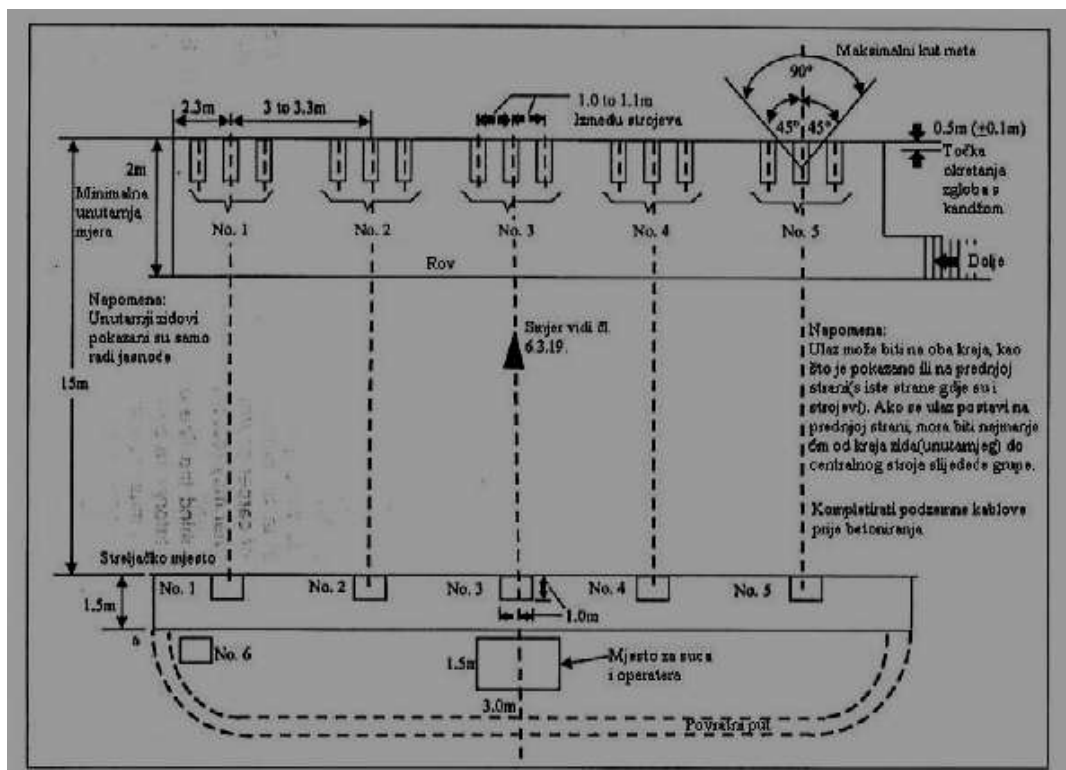 Maksimalni kut meta
90°
45° 45°
2.3m
3 to 3.3m
1.0 to 1.1m
Između strojeva
0.5m (±0.1m)
Točka
okretanja
zgloba s
kandžom
2m
Minimalna
unutarnja
mjera
No. 1
No. 2
No. 3
No. 4
No. 5
Rov
Dolje
Napomena:
Unutarnji zidovi
pokazani su samo
radi jasnoće
Smjer vidi čl.
6.3.19.
15m
Napomena:
Ulaz može biti na oba kraja, kao
što je pokazano ili na prednjoj
strani(s iste strane gdje su i
strojevi). Ako se ulaz postavi na
prednjoj strani, mora biti najmanje
6m od kraja zida(unutarnjeg) do
centralnog stroja slijedeće grupe.
Kompletirati podzemne kablove
prije betoniranja
Streljačko mjesto
No. 1
No. 2
No. 3
No. 4
No. 5
1.5m
1.0m
No. 6
1.5m
Mjesto za suca
i operatera
3.0m
Povratni put